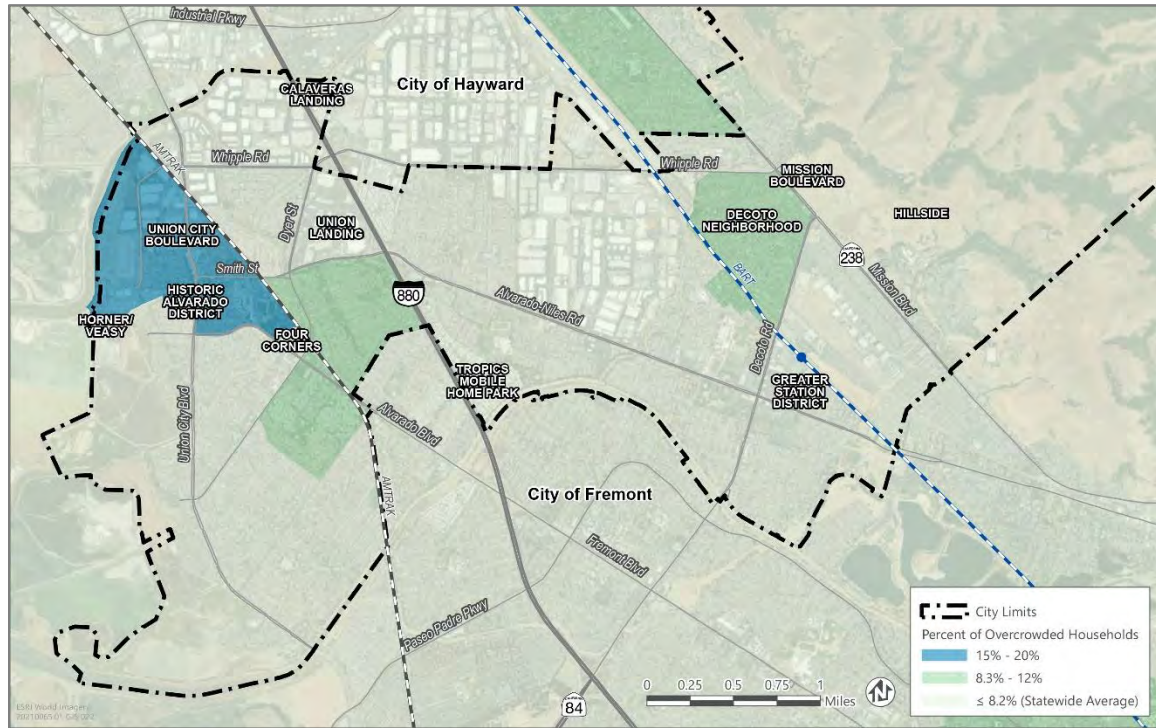 Industrial Pkwy
City of Hayward
CALAVERAS
LANDING
AMTRAK
Whipple Rd
Whipple Rd
MISSION
BOULEVARD
DECOTO
NEIGHBORHOOD
HILLSIDE
UNION CITY
BOULEVARD
Dyer St
UNION
LANDING
238
Mission Blvd
BART
Smith St
880
HISTORIC
ALVARADO
DISTRICT
HORNER/
VEASY
FOUR
CORNERS
Alvarado-Niles Rd
Decoto Rd
TROPICS
MOBILE
HOME PARK
GREATER
STATION
DISTRICT
Union City Blvd
Alvarado Blvd
AMTRAK
City of Fremont
Fremont Blvd
Paseo Padre Pkwy
City Limits
Percent of Overcrowded Households
15% - 20%
8.3% - 12%
≤ 8.2% (Statewide Average)
0 0.25 0.5 0.75 1
Miles
N
84
ESRI World Imagery